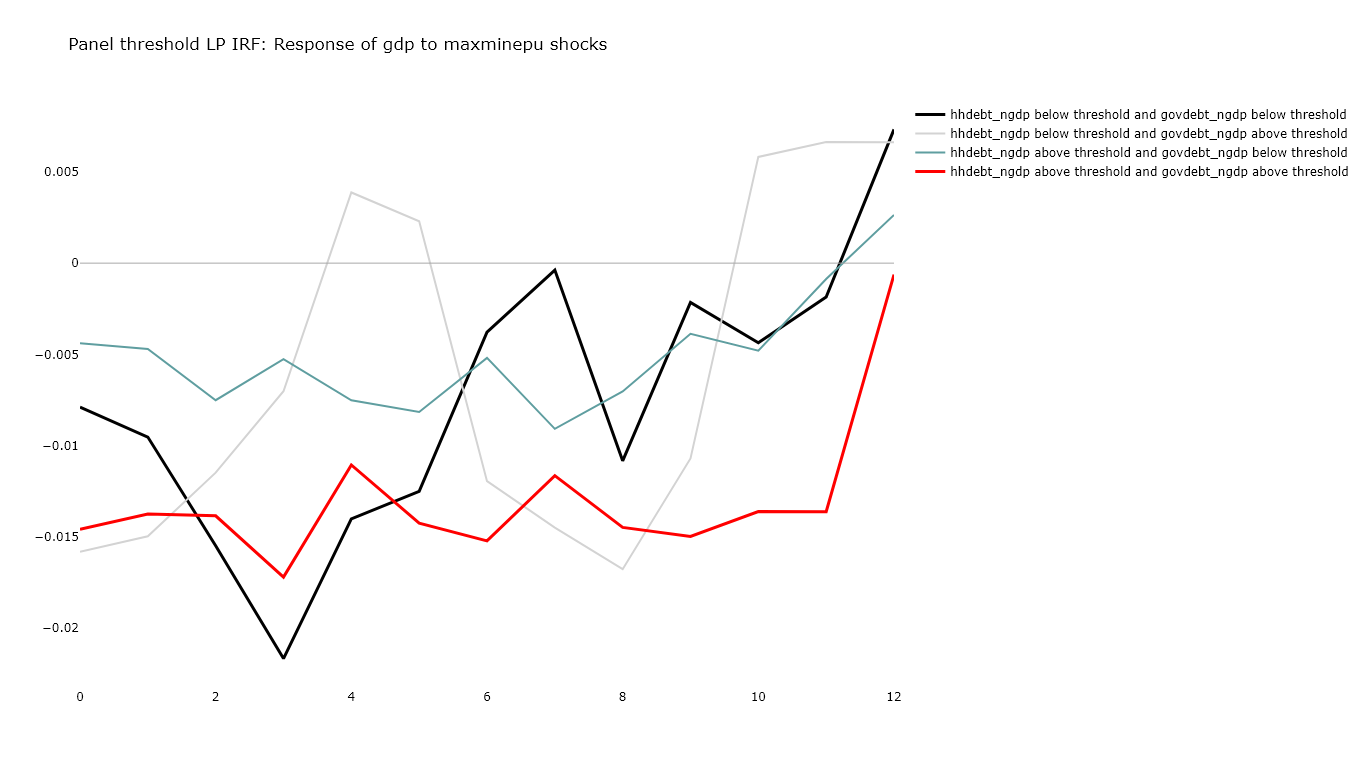 Panel threshold LP IRF: Response of gdp to maxminepu shocks
hhdebt_ngdp below threshold and govdebt_ngdp below threshold
hhdebt_ngdp below threshold and govdebt_ngdp above threshold
hhdebt_ngdp above threshold and govdebt_ngdp below threshold
hhdebt_ngdp above threshold and govdebt_ngdp above threshold
0.005
0
−0.005
−0.01
−0.015
−0.02
0 2 4 6 8 10 12